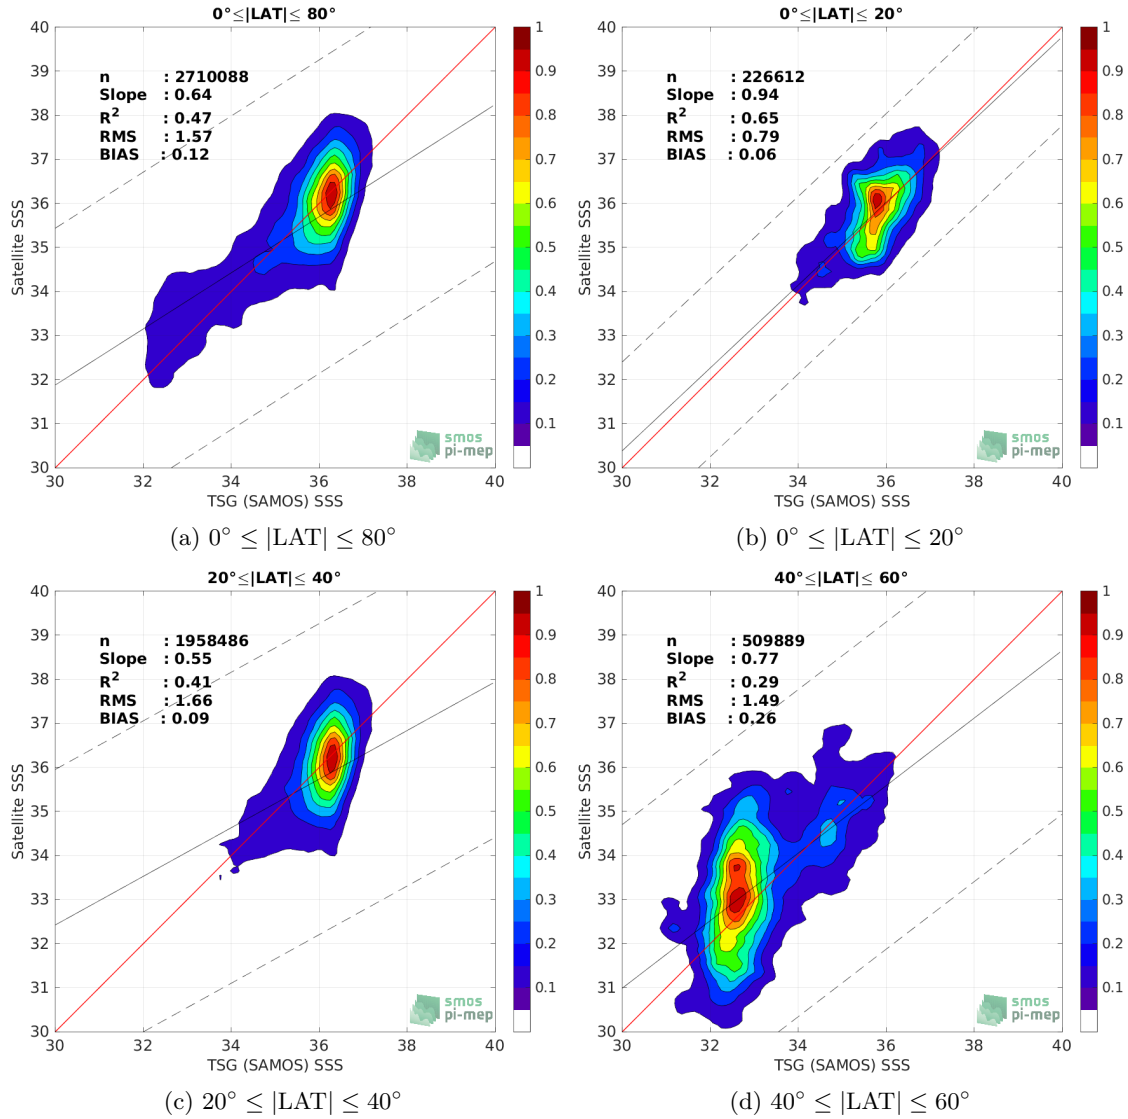 0°≤|LAT|≤ 80°
n : 2710088
Slope : 0.64
R² : 0.47
RMS : 1.57
BIAS : 0.12
Satellite SSS
40
39
38
37
36
35
34
33
32
31
30
30 32 34 36 38 40
TSG (SAMOS) SSS
1
0.9
0.8
0.7
0.6
0.5
0.4
0.3
0.2
0.1
smos
pi-mep
(a) 0° ≤ |LAT| ≤ 80°
0°≤|LAT|≤ 20°
n : 226612
Slope : 0.94
R² : 0.65
RMS : 0.79
BIAS : 0.06
Satellite SSS
40
39
38
37
36
35
34
33
32
31
30
30 32 34 36 38 40
TSG (SAMOS) SSS
1
0.9
0.8
0.7
0.6
0.5
0.4
0.3
0.2
0.1
smos
pi-mep
(b) 0° ≤ |LAT| ≤ 20°
20°≤|LAT|≤ 40°
n : 1958486
Slope : 0.55
R² : 0.41
RMS : 1.66
BIAS : 0.09
Satellite SSS
40
39
38
37
36
35
34
33
32
31
30
30 32 34 36 38 40
TSG (SAMOS) SSS
1
0.9
0.8
0.7
0.6
0.5
0.4
0.3
0.2
0.1
smos
pi-mep
(c) 20° ≤ |LAT| ≤ 40°
40°≤|LAT|≤ 60°
n : 509889
Slope : 0.77
R² : 0.29
RMS : 1.49
BIAS : 0.26
Satellite SSS
40
39
38
37
36
35
34
33
32
31
30
30 32 34 36 38 40
TSG (SAMOS) SSS
1
0.9
0.8
0.7
0.6
0.5
0.4
0.3
0.2
0.1
smos
pi-mep
(d) 40° ≤ |LAT| ≤ 60°